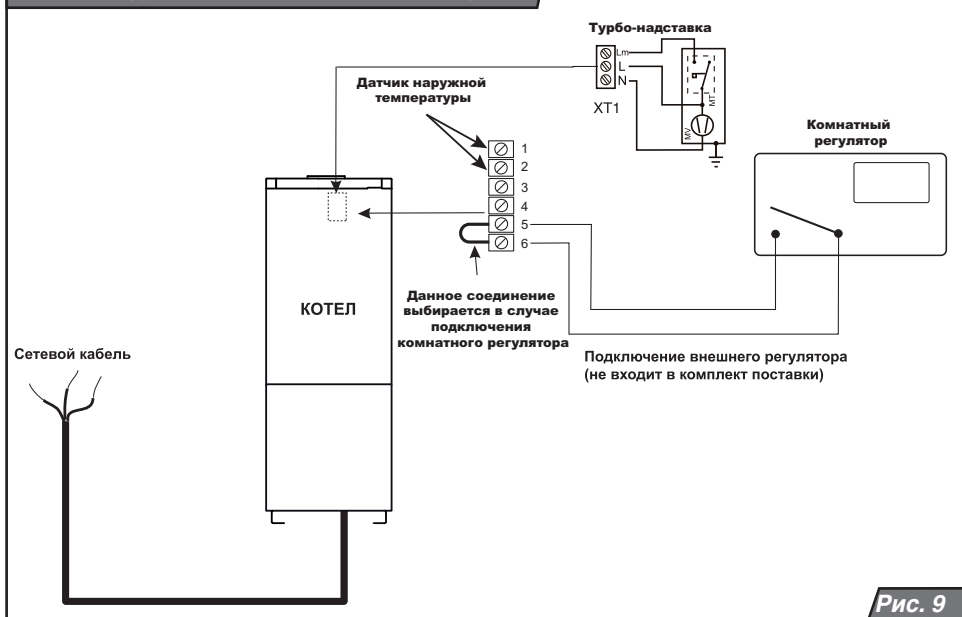 Турбо-надставка
Lm
L
N
XT1
MT
MV
Датчик наружной
температуры
Комнатный
регулятор
1
2
3
4
5
6
КОТЕЛ
Данное соединение
выбирается в случае
подключения
комнатного регулятора
Сетевой кабель
Подключение внешнего регулятора
(не входит в комплект поставки)
Рис. 9